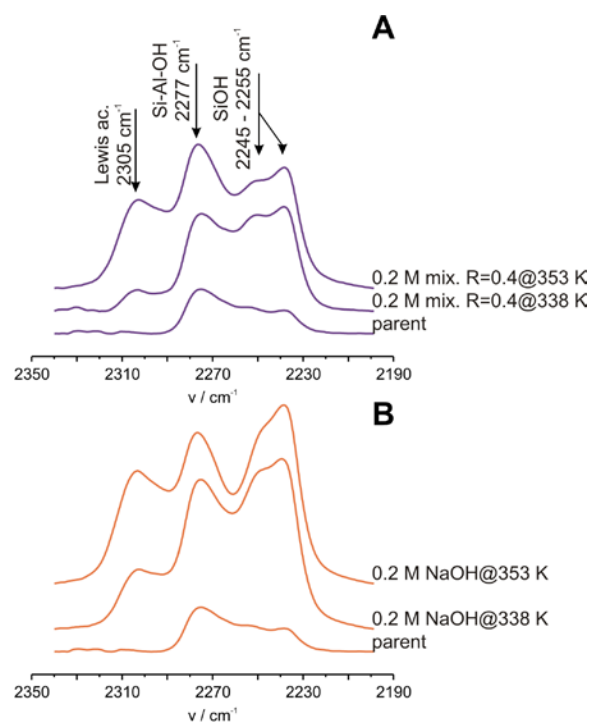 A
Lewis ac.
2305 cm⁻¹
Si-Al-OH
2277 cm⁻¹
SiOH
2245 - 2255 cm⁻¹
0.2 M mix. R=0.4@353 K
0.2 M mix. R=0.4@338 K
parent
2350 2310 2270 2230 2190
ν / cm⁻¹
B
0.2 M NaOH@353 K
0.2 M NaOH@338 K
parent
2350 2310 2270 2230 2190
ν / cm⁻¹